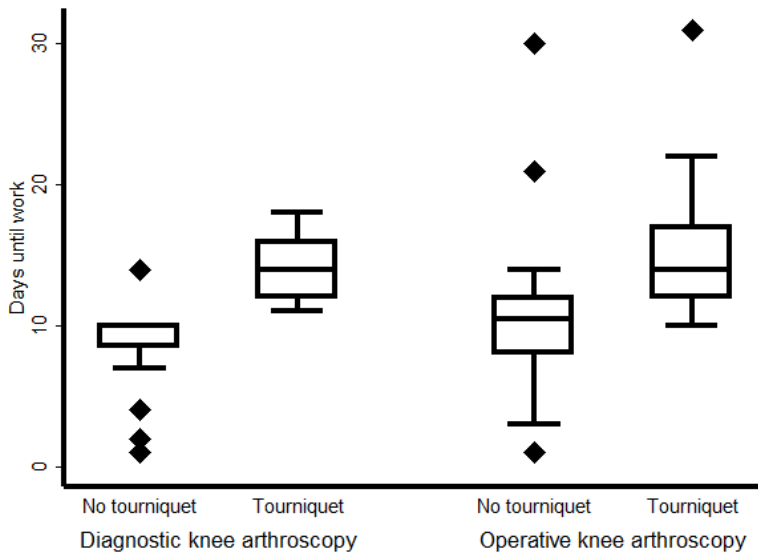 30
20
10
0
Days until work
No tourniquet Tourniquet No tourniquet Tourniquet
Diagnostic knee arthroscopy Operative knee arthroscopy